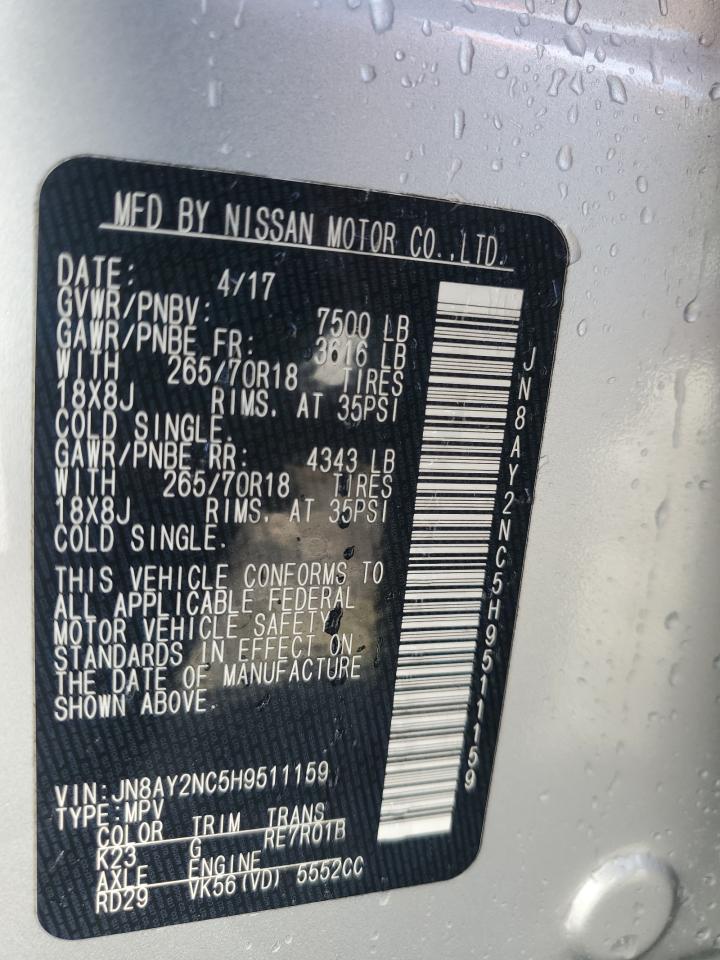 MFD BY NISSAN MOTOR CO.,LTD.
DATE: 4/17
GVWR/PNBV: 7500 LB
GAWR/PNBE FR: 3616 LB
WITH 265/70R18 TIRES
18X8J RIMS. AT 35PSI
COLD SINGLE.
GAWR/PNBE RR: 4343 LB
WITH 265/70R18 TIRES
18X8J RIMS. AT 35PSI
COLD SINGLE.
THIS VEHICLE CONFORMS TO
ALL APPLICABLE FEDERAL
MOTOR VEHICLE SAFETY
STANDARDS IN EFFECT ON
THE DATE OF MANUFACTURE
SHOWN ABOVE.
VIN:JN8AY2NC5H9511159
TYPE:MPV
COLOR TRIM TRANS
K23 G RE7R01B
AXLE ENGINE
RD29 VK56(VD) 5552CC
JN8AY2NC5H9511159